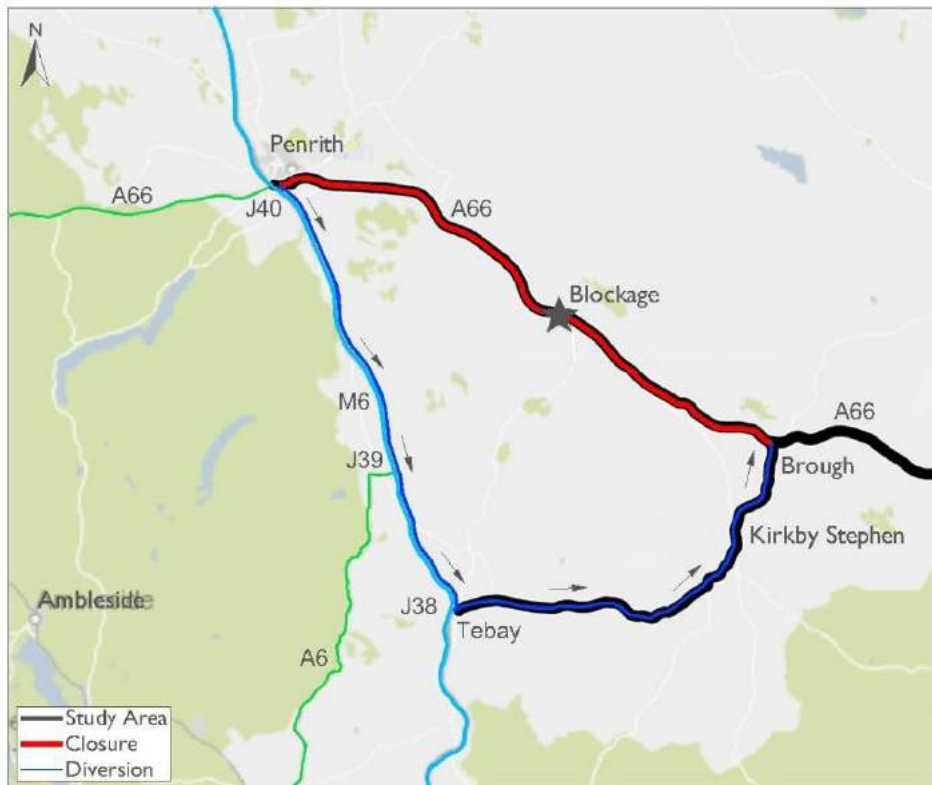 N
Penrith
A66
J40
A66
Blockage
M6
A66
J39
Brough
Kirkby Stephen
Ambleside
J38
Tebay
A6
Study Area
Closure
Diversion